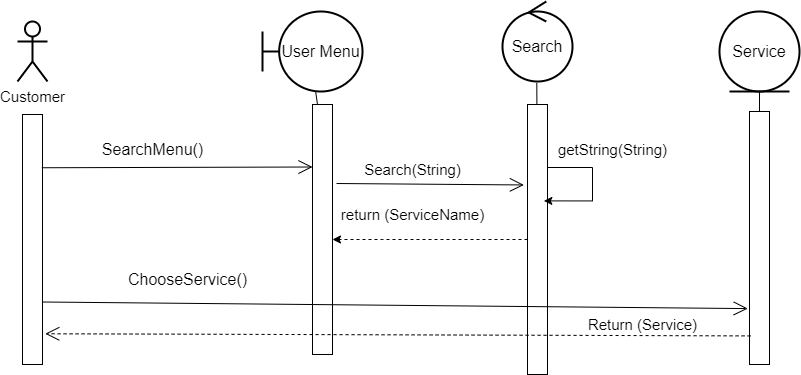 User Menu
Search
Service
Customer
SearchMenu()
getString(String)
Search(String)
return (ServiceName)
ChooseService()
Return (Service)